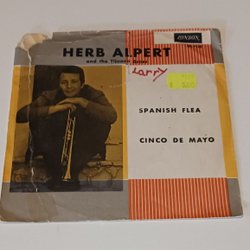 LONDON
HERB ALPERT
and the Tijuana Brass
Larry
SPANISH FLEA
CINCO DE MAYO